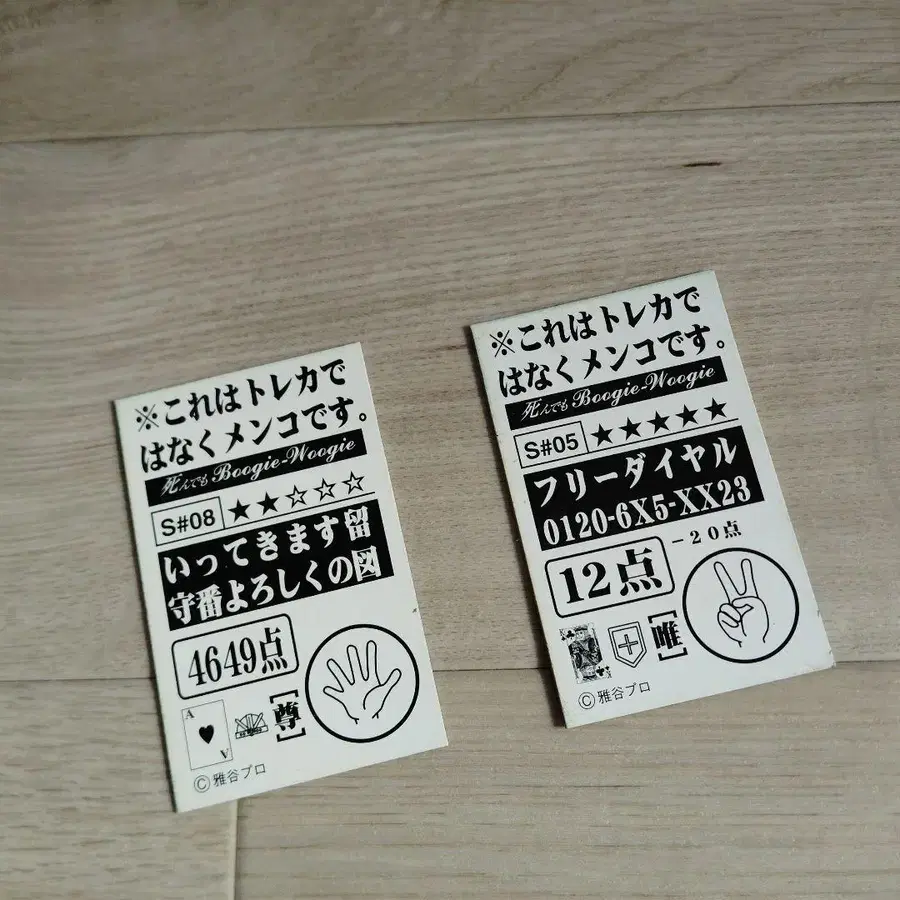 ※これはトレカで
はなくメンコです。
死んでもBoogie-Woogie
S#08 ★★☆☆☆
いってきます留
守番よろしくの図
4649点
A
尊
A
©雅谷プロ
※これはトレカで
はなくメンコです。
死んでもBoogie-Woogie
S#05 ★★★★★
フリーダイヤル
0120-6X5-XX23
12点 -20点
唯
©雅谷プロ